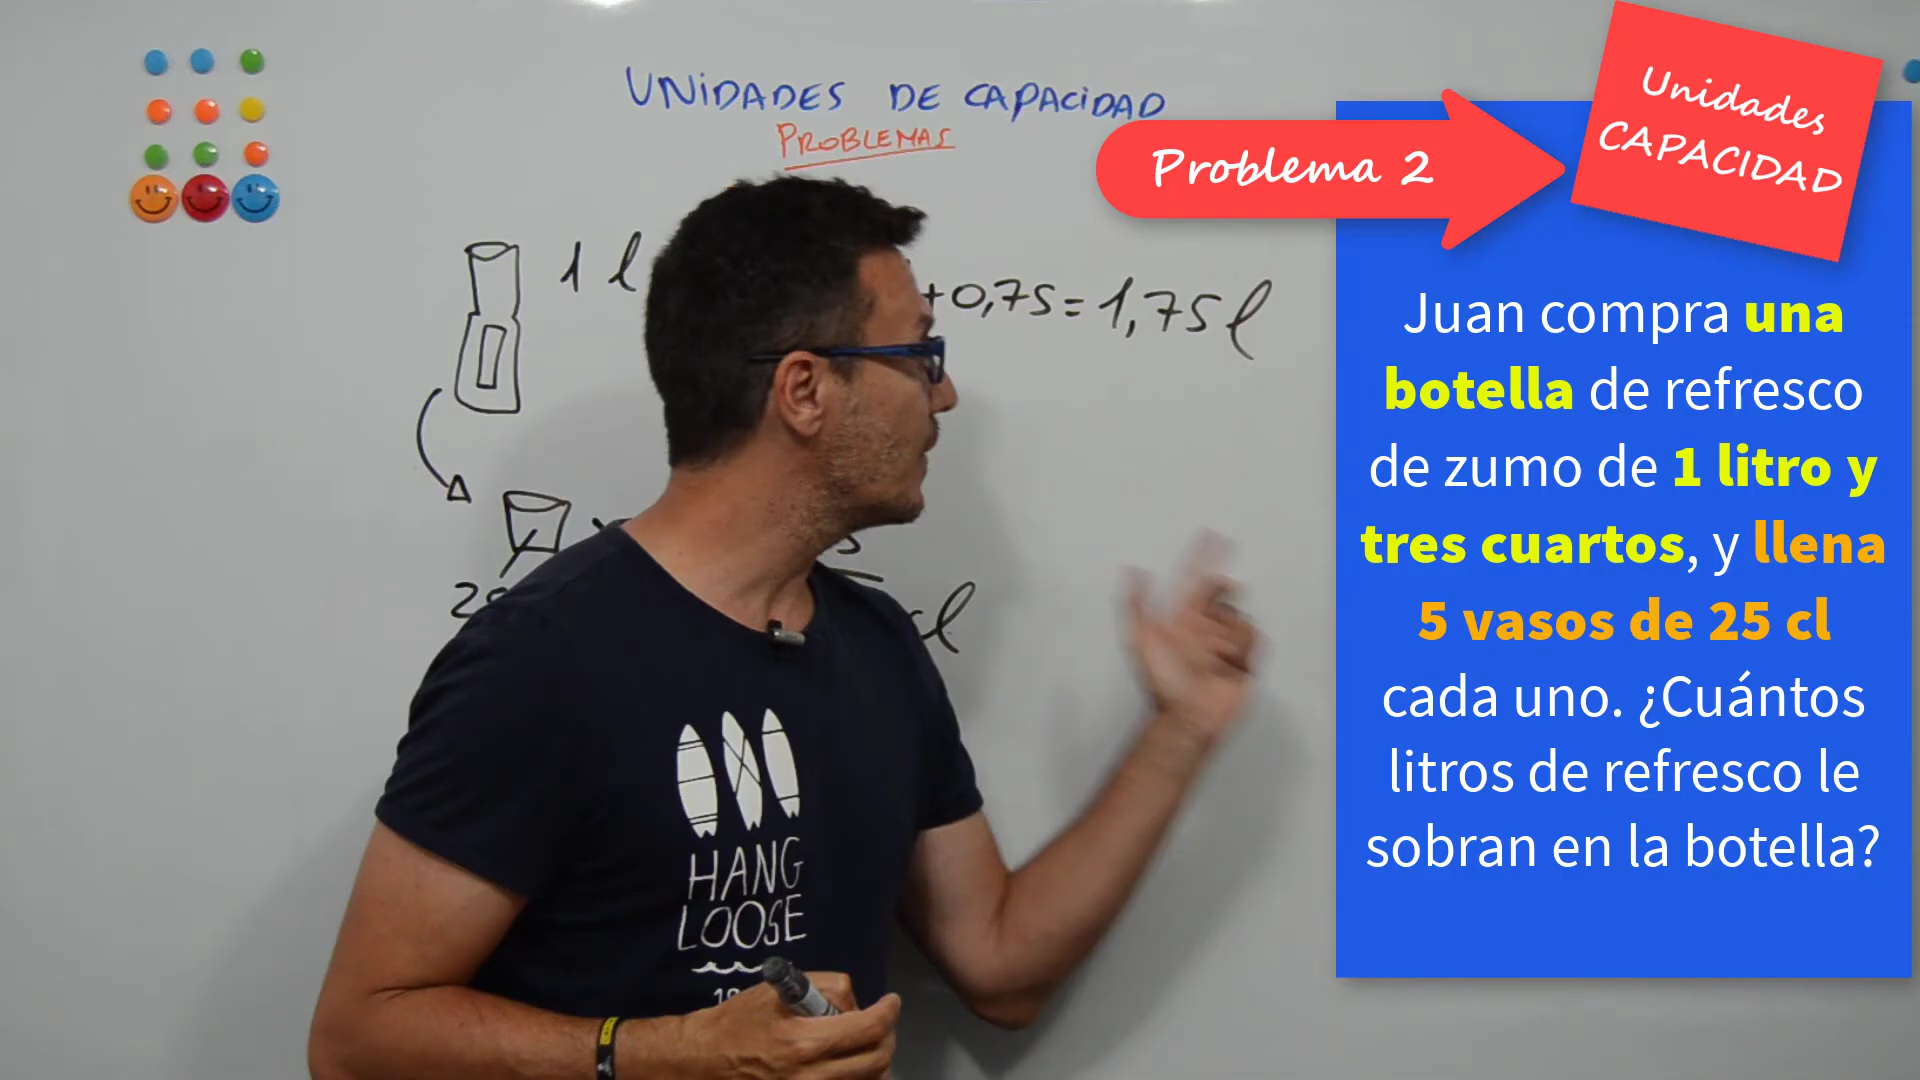 UNIDADES DE CAPACIDAD
PROBLEMAS
1 l
+0,75=1,75 l
cl
HANG
LOOSE
Problema 2
Unidades
CAPACIDAD
Juan compra una
botella de refresco
de zumo de 1 litro y
tres cuartos, y llena
5 vasos de 25 cl
cada uno. ¿Cuántos
litros de refresco le
sobran en la botella?